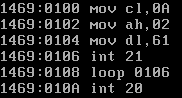 1469:0100 mov cl,0A
1469:0102 mov ah,02
1469:0104 mov dl,61
1469:0106 int 21
1469:0108 loop 0106
1469:010A int 20